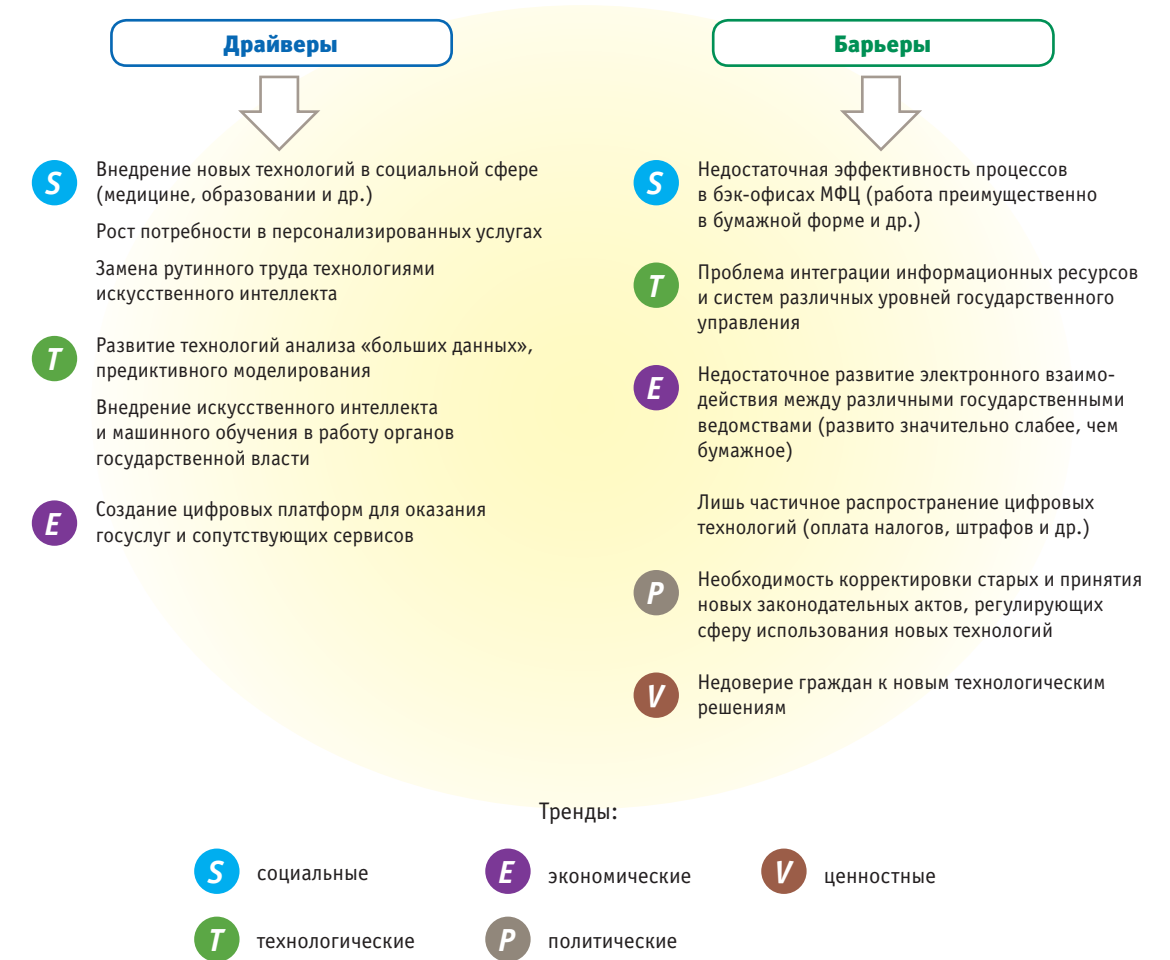 Драйверы
S
Внедрение новых технологий в социальной сфере
(медицине, образовании и др.)
Рост потребности в персонализированных услугах
Замена рутинного труда технологиями
искусственного интеллекта
T
Развитие технологий анализа «больших данных»,
предиктивного моделирования
Внедрение искусственного интеллекта
и машинного обучения в работу органов
государственной власти
E
Создание цифровых платформ для оказания
госуслуг и сопутствующих сервисов
Барьеры
S
Недостаточная эффективность процессов
в бэк-офисах МФЦ (работа преимущественно
в бумажной форме и др.)
T
Проблема интеграции информационных ресурсов
и систем различных уровней государственного
управления
E
Недостаточное развитие электронного взаимо-
действия между различными государственными
ведомствами (развито значительно слабее, чем
бумажное)
Лишь частичное распространение цифровых
технологий (оплата налогов, штрафов и др.)
P
Необходимость корректировки старых и принятия
новых законодательных актов, регулирующих
сферу использования новых технологий
V
Недоверие граждан к новым технологическим
решениям
Тренды:
S социальные
E экономические
V ценностные
T технологические
P политические